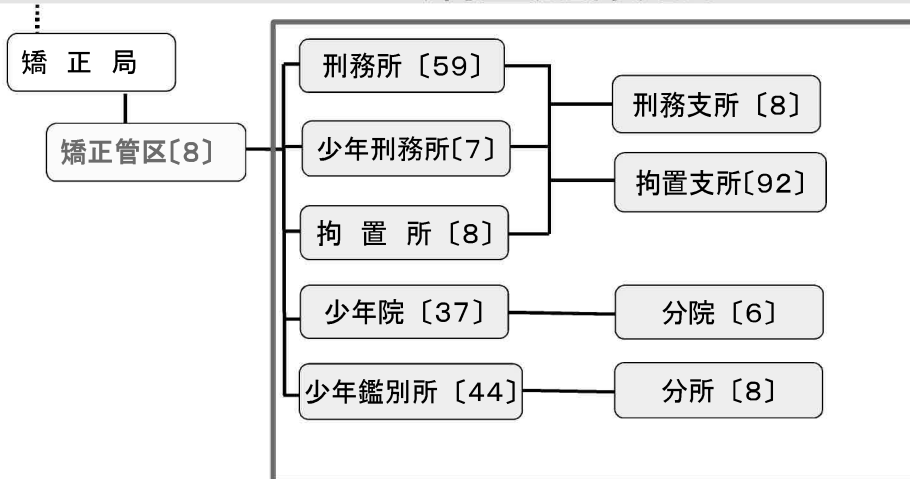 矯正局
矯正管区〔8〕
刑務所〔59〕
少年刑務所〔7〕
拘置所〔8〕
少年院〔37〕
少年鑑別所〔44〕
刑務支所〔8〕
拘置支所〔92〕
分院〔6〕
分所〔8〕